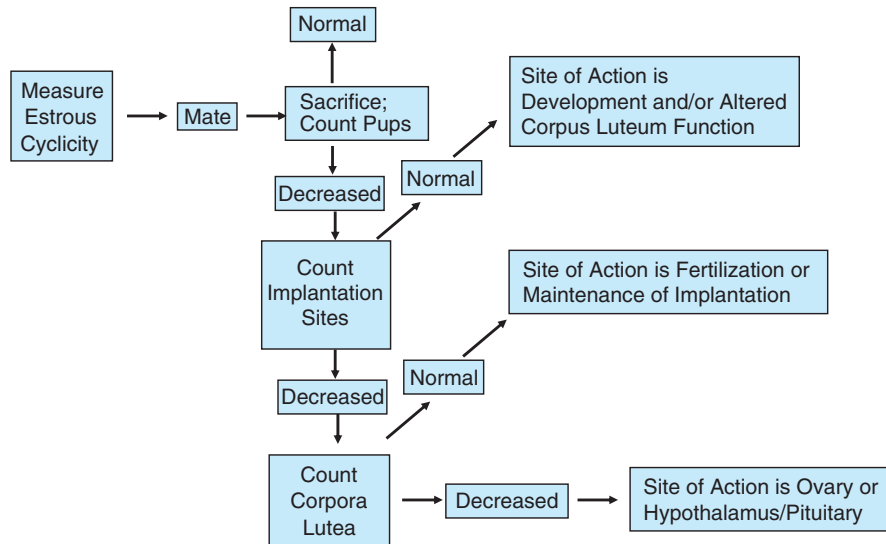 Normal
Measure
Estrous
Cyclicity
Mate
Sacrifice;
Count Pups
Site of Action is
Development and/or Altered
Corpus Luteum Function
Decreased
Normal
Count
Implantation
Sites
Site of Action is Fertilization or
Maintenance of Implantation
Decreased
Normal
Count
Corpora
Lutea
Decreased
Site of Action is Ovary or
Hypothalamus/Pituitary